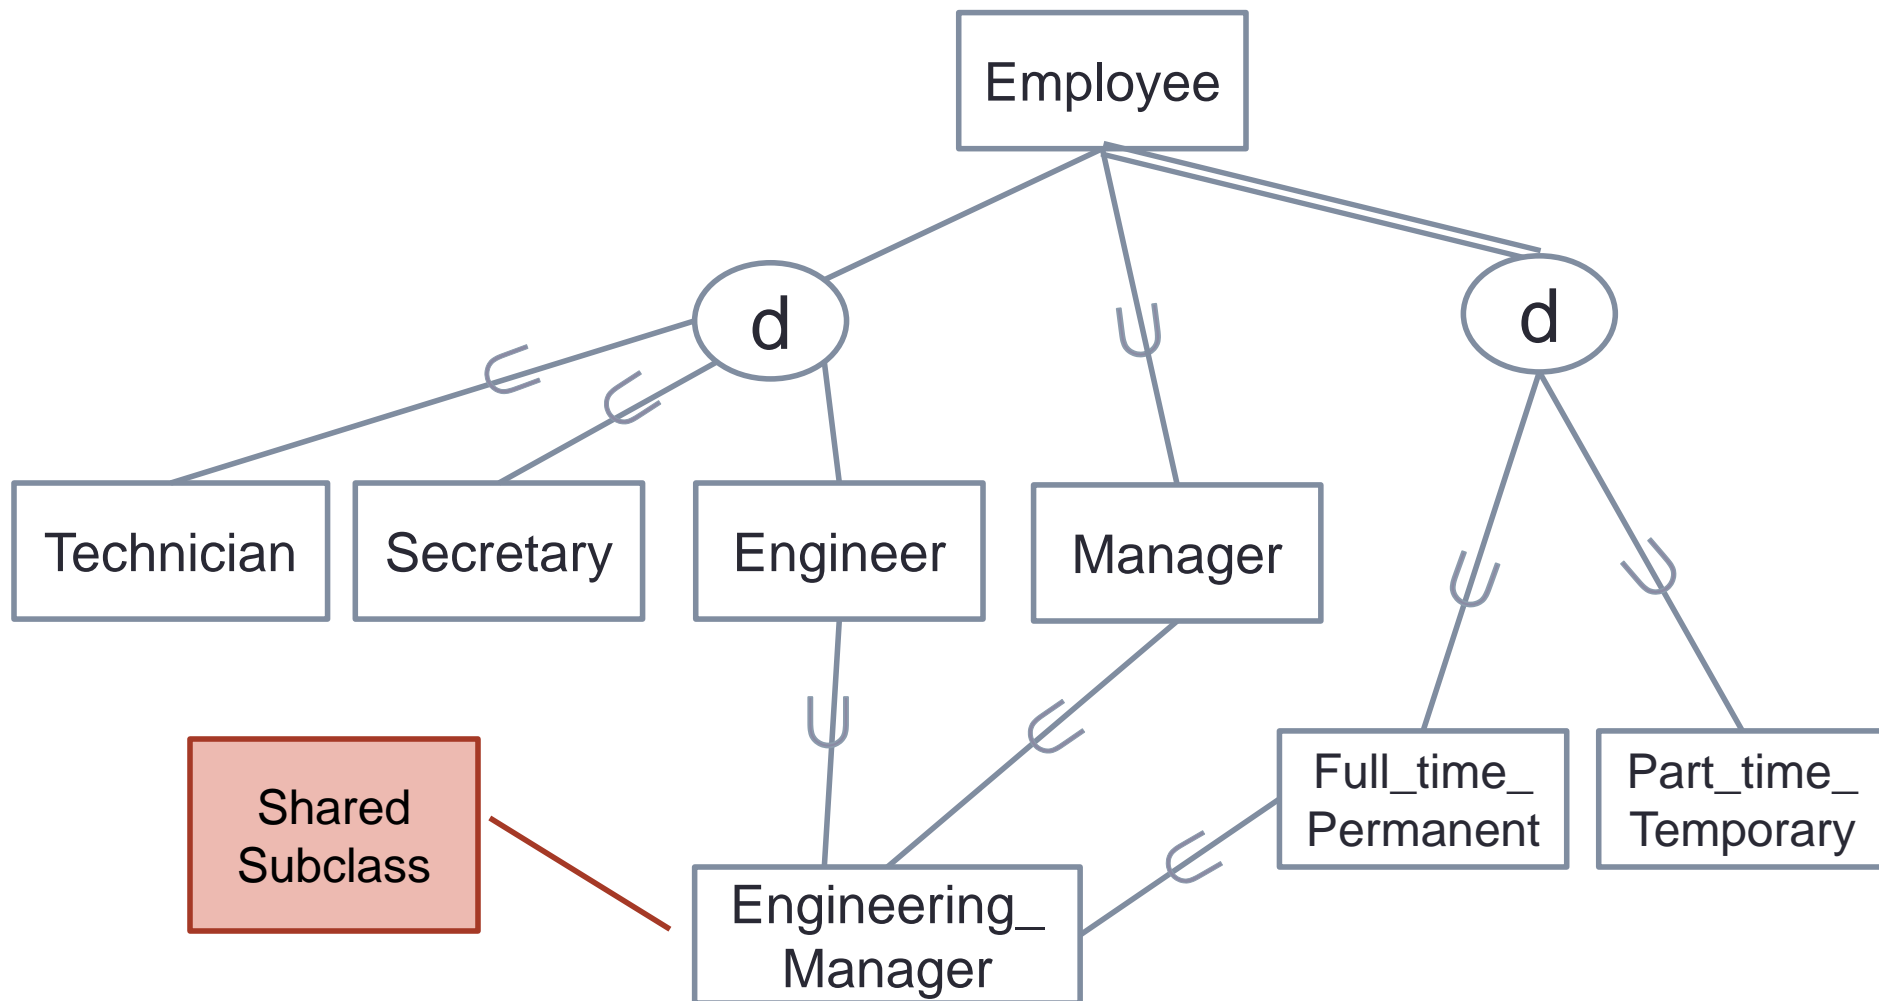 Employee
d
d
Technician
Secretary
Engineer
Manager
Full_time_
Permanent
Part_time_
Temporary
Shared
Subclass
Engineering_
Manager